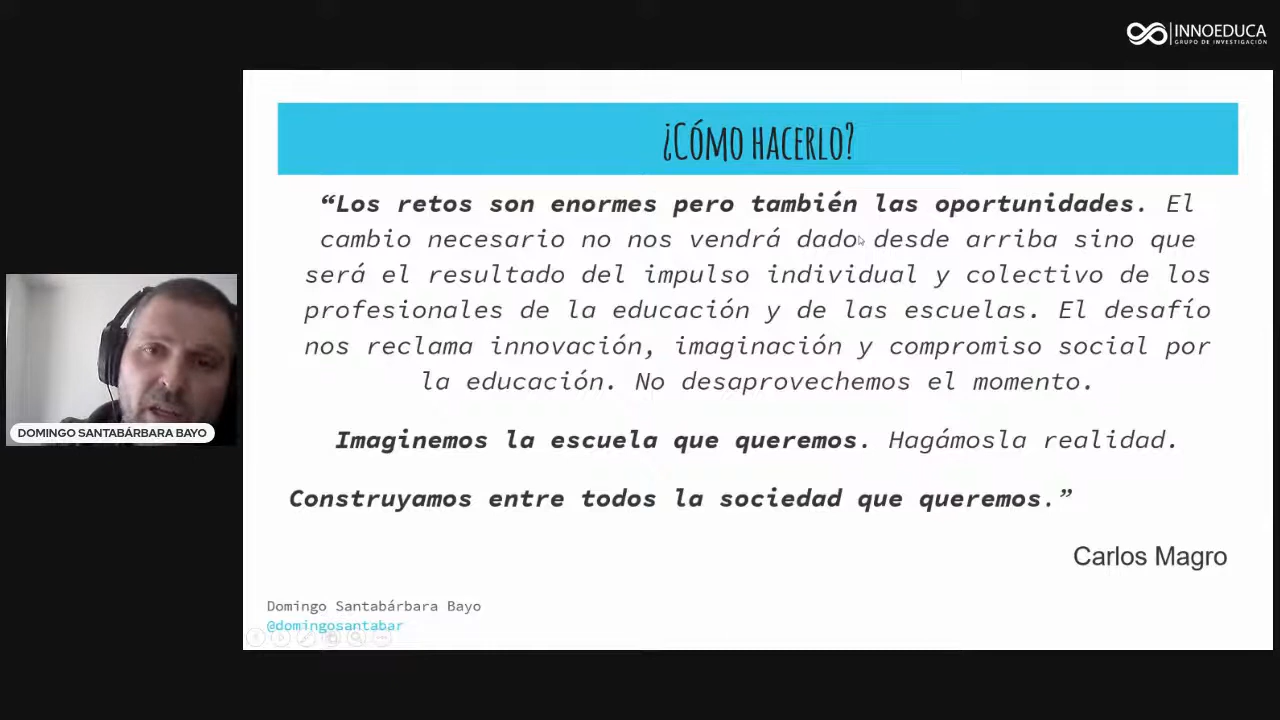 INNOEDUCA
GRUPO DE INVESTIGACIÓN
¿CÓMO HACERLO?
“Los retos son enormes pero también las oportunidades. El
cambio necesario no nos vendrá dado desde arriba sino que
será el resultado del impulso individual y colectivo de los
profesionales de la educación y de las escuelas. El desafío
nos reclama innovación, imaginación y compromiso social por
la educación. No desaprovechemos el momento.
Imaginemos la escuela que queremos. Hagámosla realidad.
Construyamos entre todos la sociedad que queremos.”
Carlos Magro
DOMINGO SANTABÁRBARA BAYO
Domingo Santabárbara Bayo
@domingosantabar